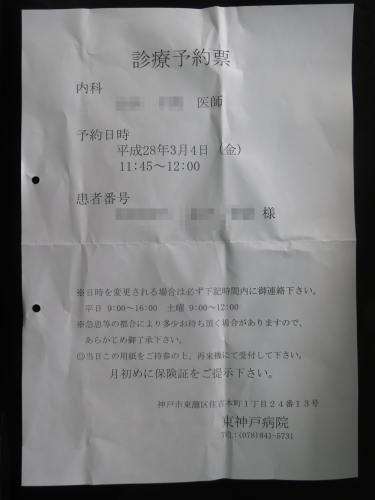 診療予約票
内科
医師
予約日時
平成28年3月4日（金）
11:45～12:00
患者番号
様
※日時を変更される場合は必ず下記時間内に御連絡下さい。
平日 9:00～16:00 土曜 9:00～12:00
※急患等の都合により多少お待ち頂く場合がありますので、
あらかじめ御了承下さい。
◎当日この用紙をご持参の上、再来機にて受付して下さい。
月初めに保険証をご提示下さい。
神戸市東灘区住吉本町1丁目24番13号
東神戸病院
TEL:(078)841-5731